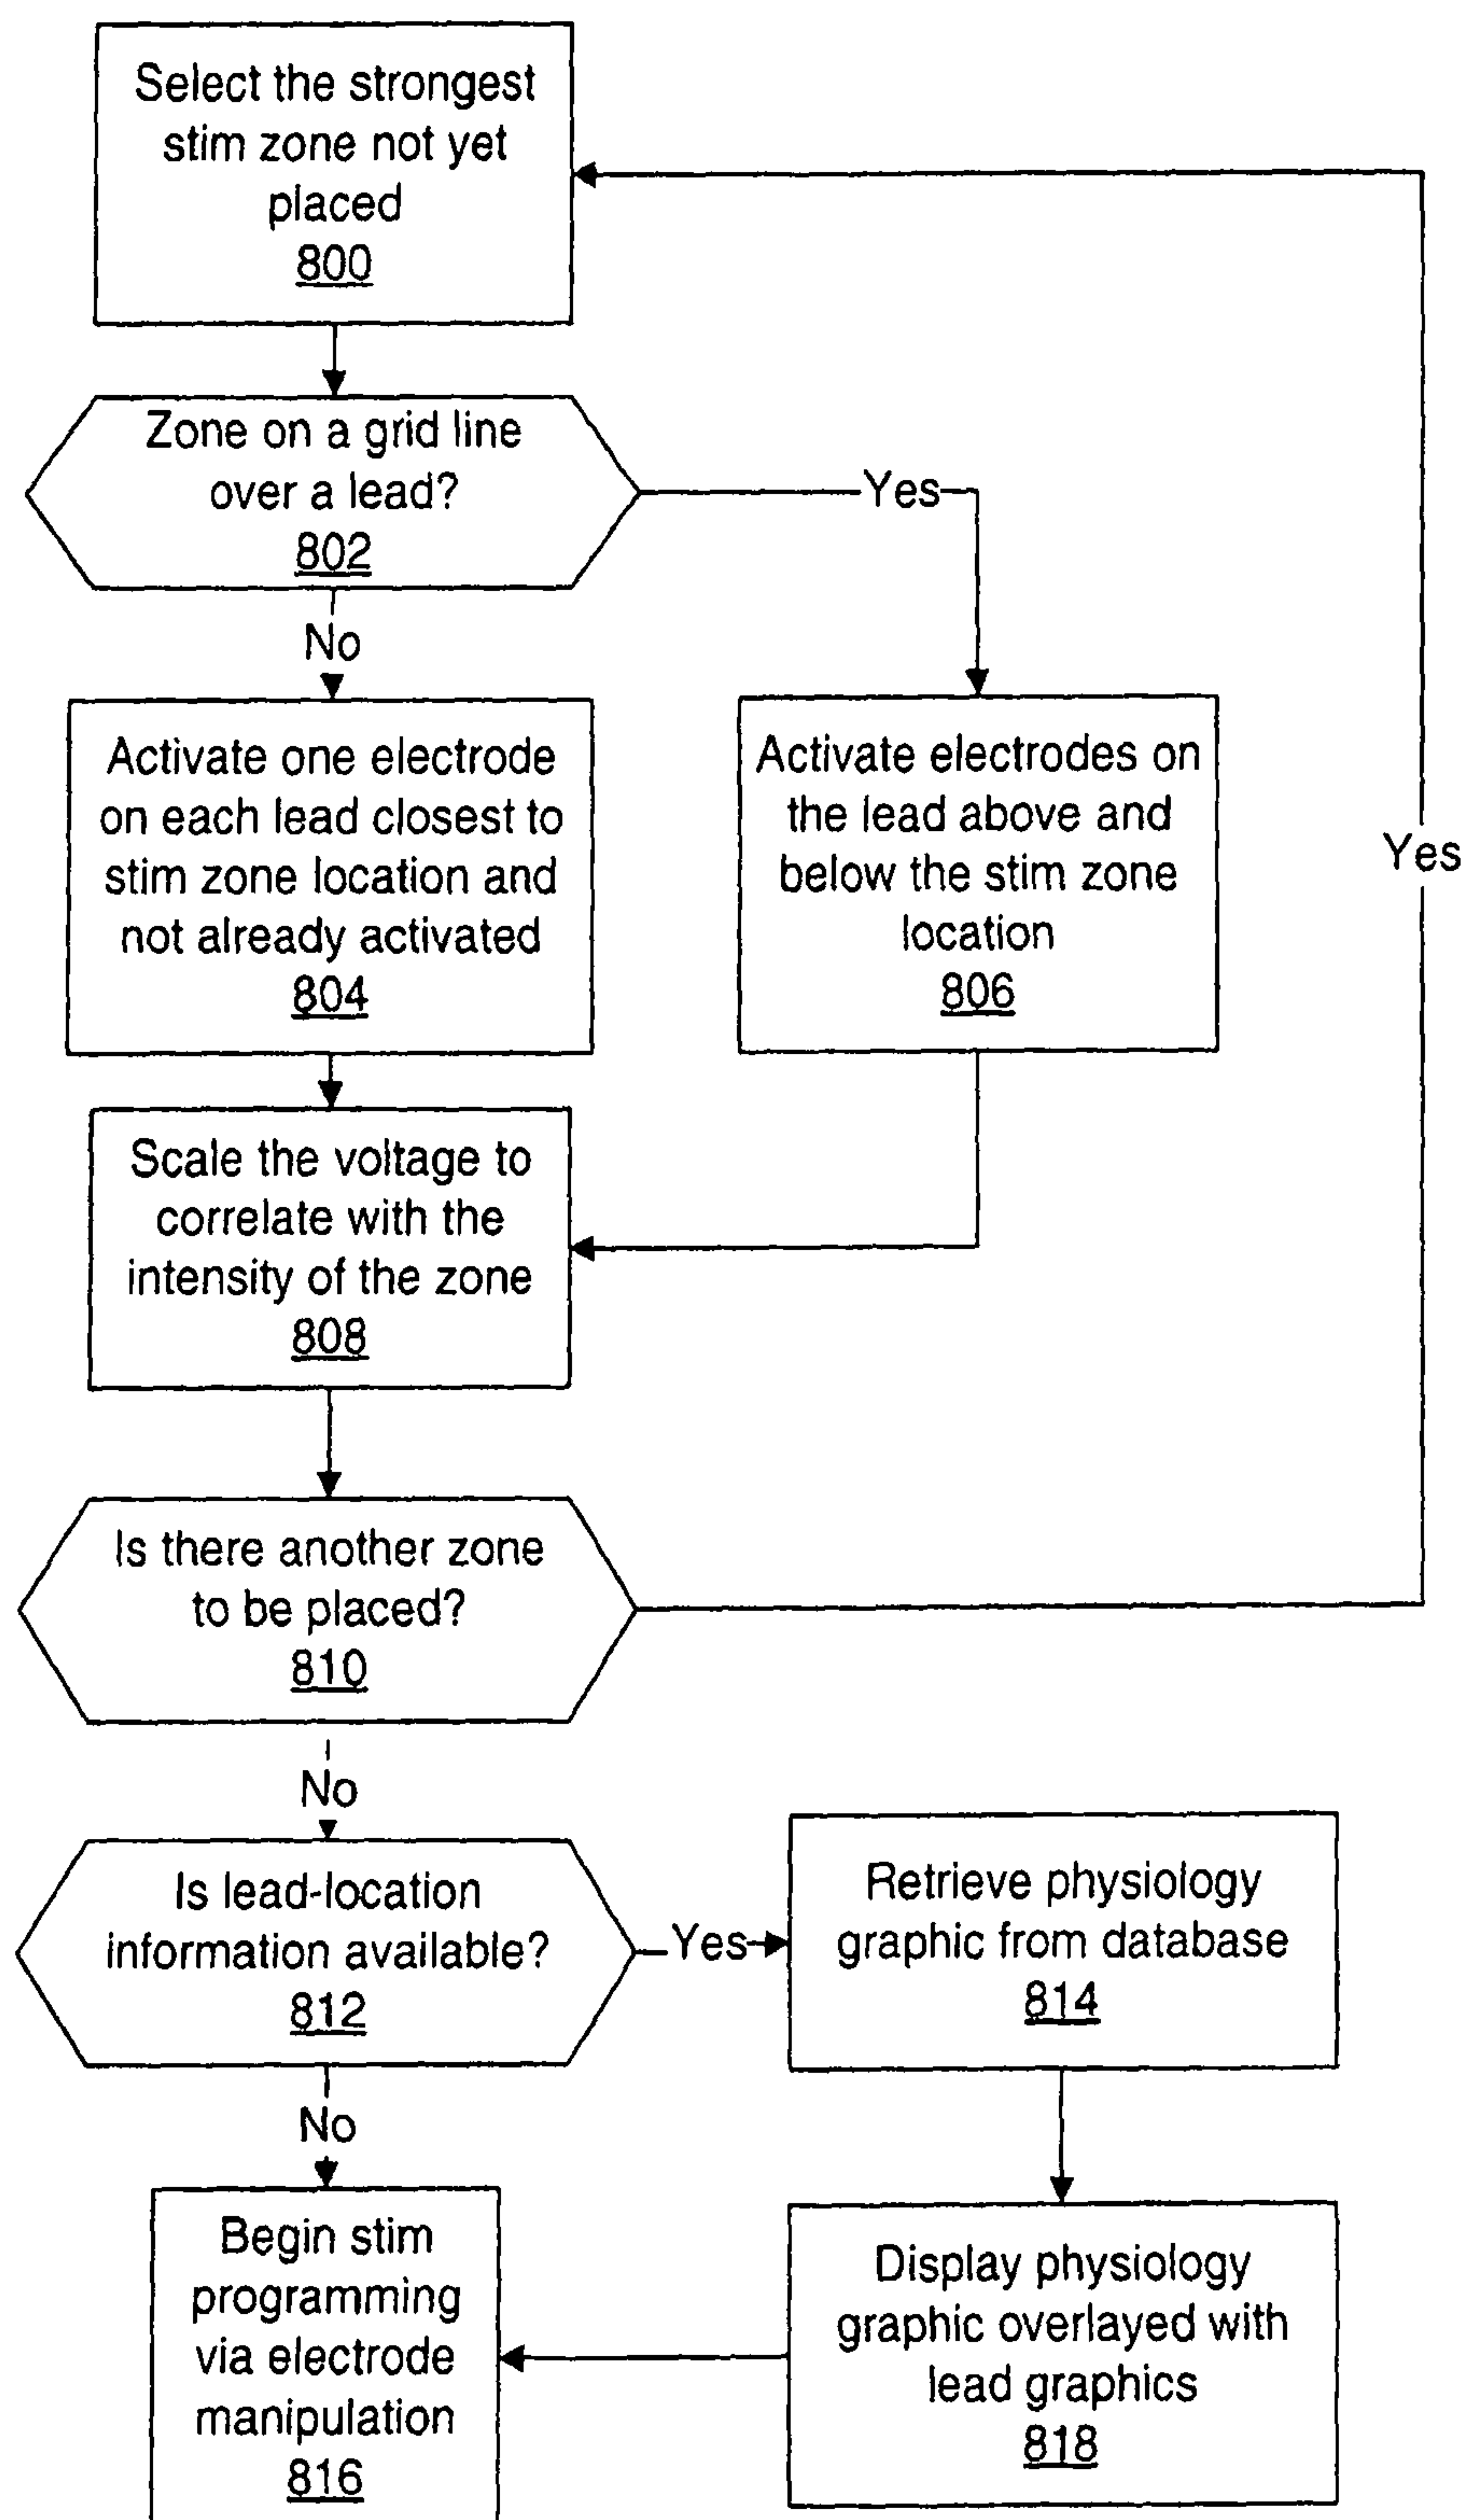 Select the strongest
stim zone not yet
placed
800
Zone on a grid line
over a lead?
802
Yes
No
Activate one electrode
on each lead closest to
stim zone location and
not already activated
804
Activate electrodes on
the lead above and
below the stim zone
location
806
Yes
Scale the voltage to
correlate with the
intensity of the zone
808
Is there another zone
to be placed?
810
No
Is lead-location
information available?
812
Yes
Retrieve physiology
graphic from database
814
No
Begin stim
programming
via electrode
manipulation
816
Display physiology
graphic overlayed with
lead graphics
818